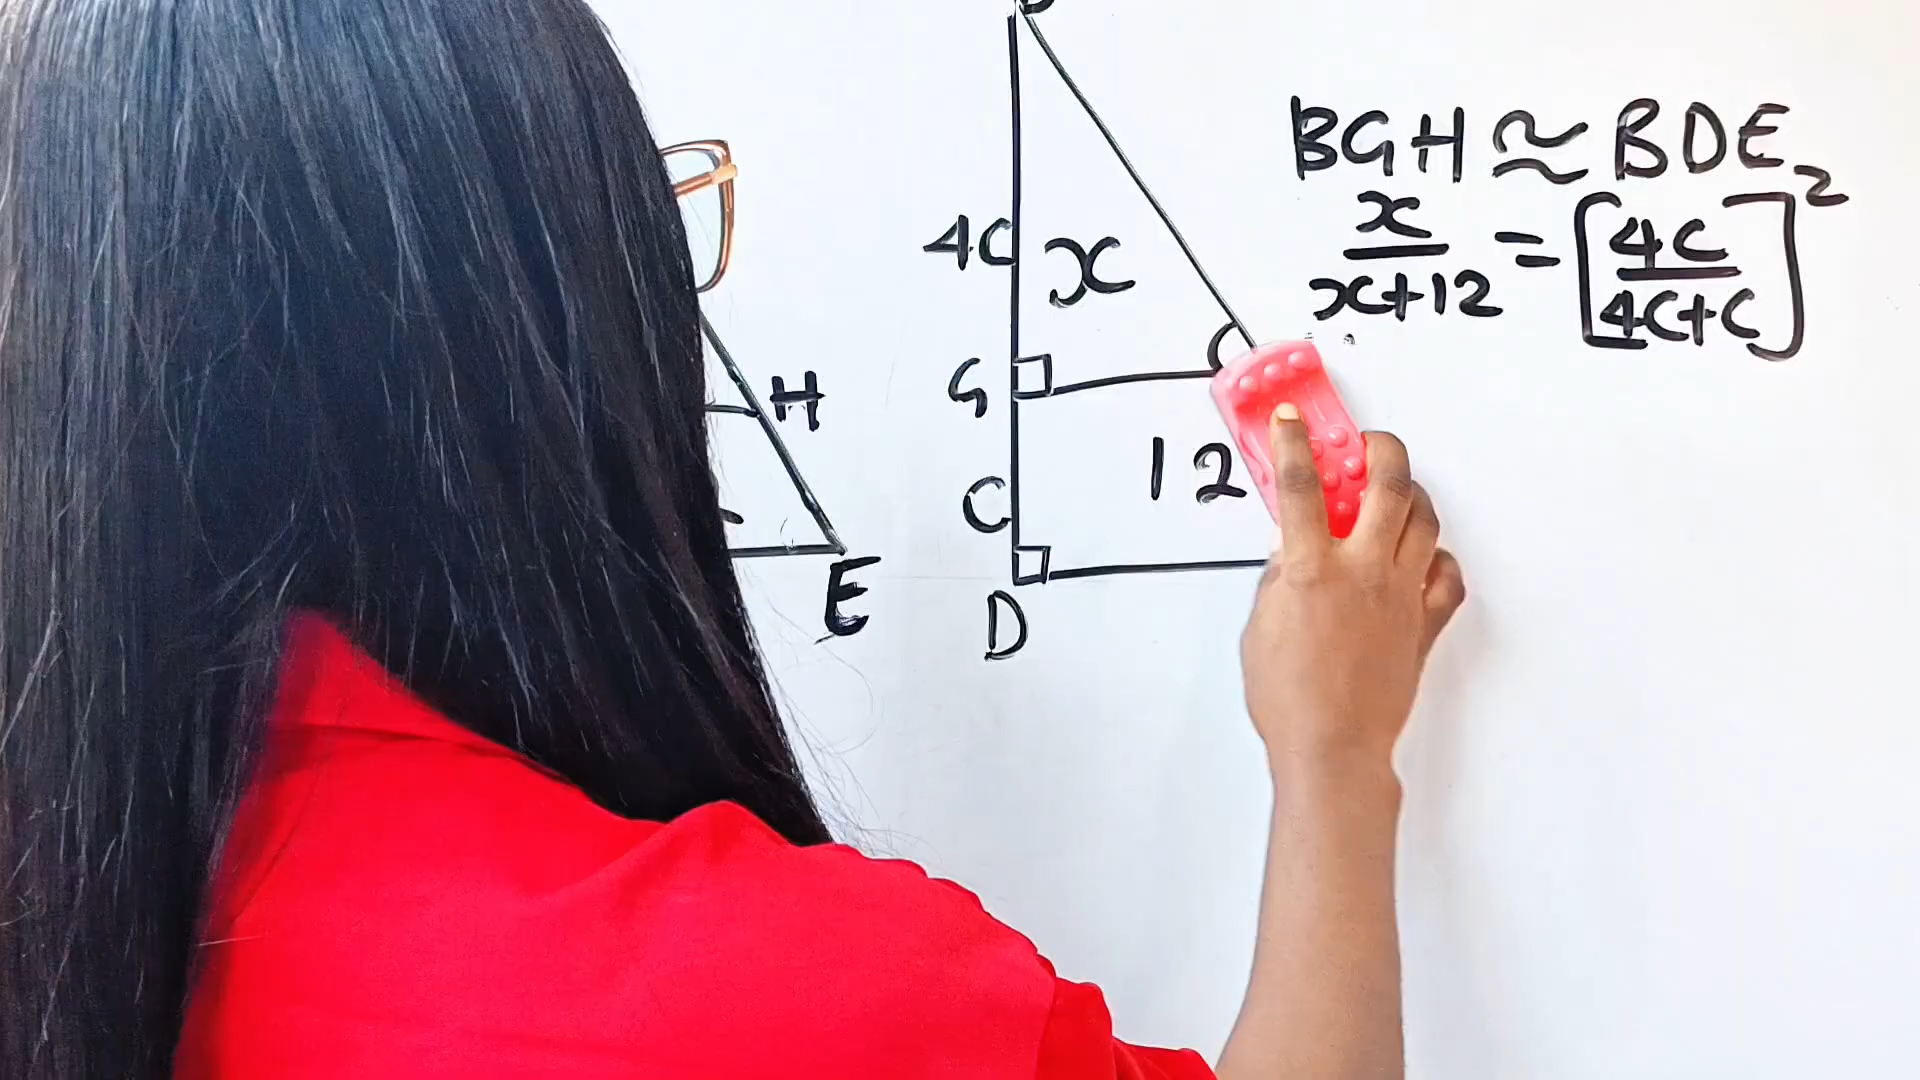 BGH ≅ BDE
x/(x+12) = [4C/(4C+C)]²
4C
x
G
H
12
C
E
D